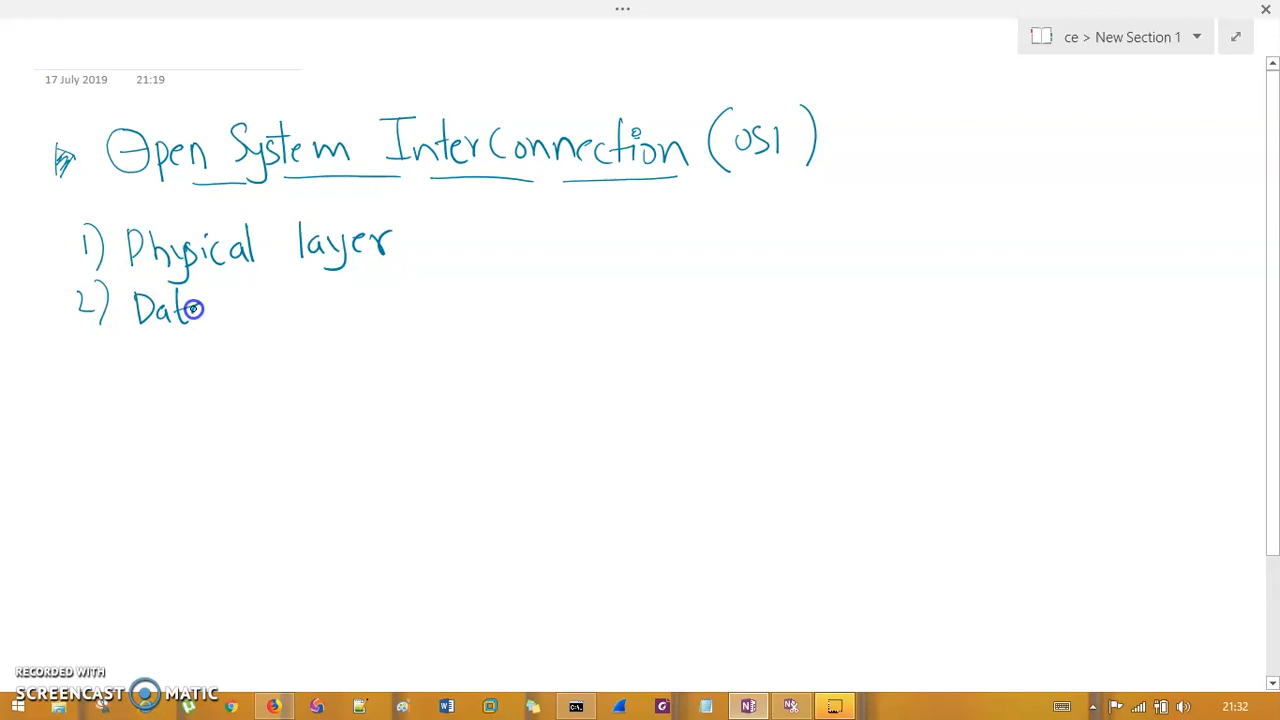 ce > New Section 1
17 July 2019 21:19
Open System Interconnection (OSI)
1) Physical layer
2) Dat
RECORDED WITH
SCREENCAST MATIC
21:32